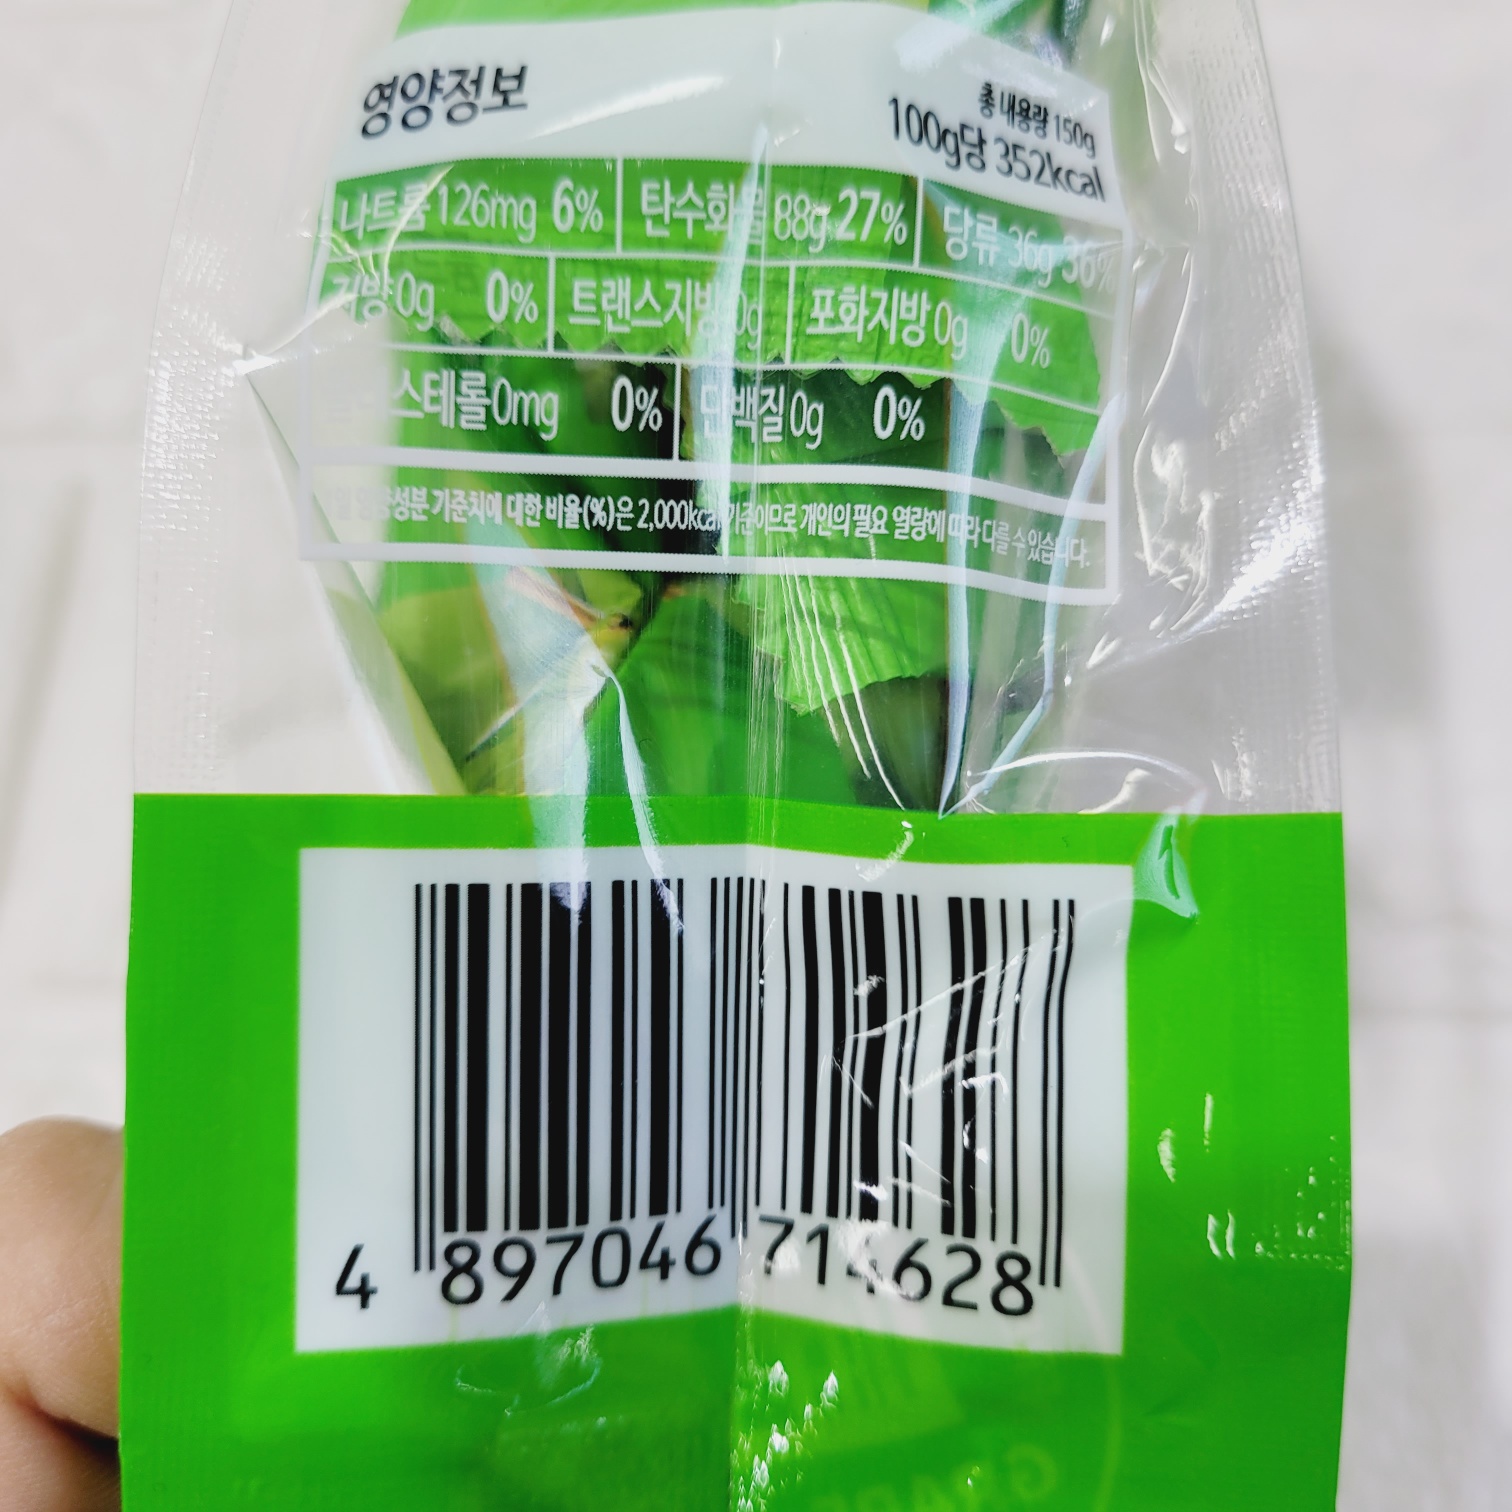 영양정보
총 내용량 150g
100g당 352kcal
나트륨 126mg 6% 탄수화물 88g 27% 당류 36g 36%
지방 0g 0% 트랜스지방 0g 포화지방 0g 0%
스테롤 0mg 0% 단백질 0g 0%
영양성분 기준치에 대한 비율(%)은 2,000kcal 기준이므로 개인의 필요 열량에 따라 다를 수 있습니다.
4 897046 714628